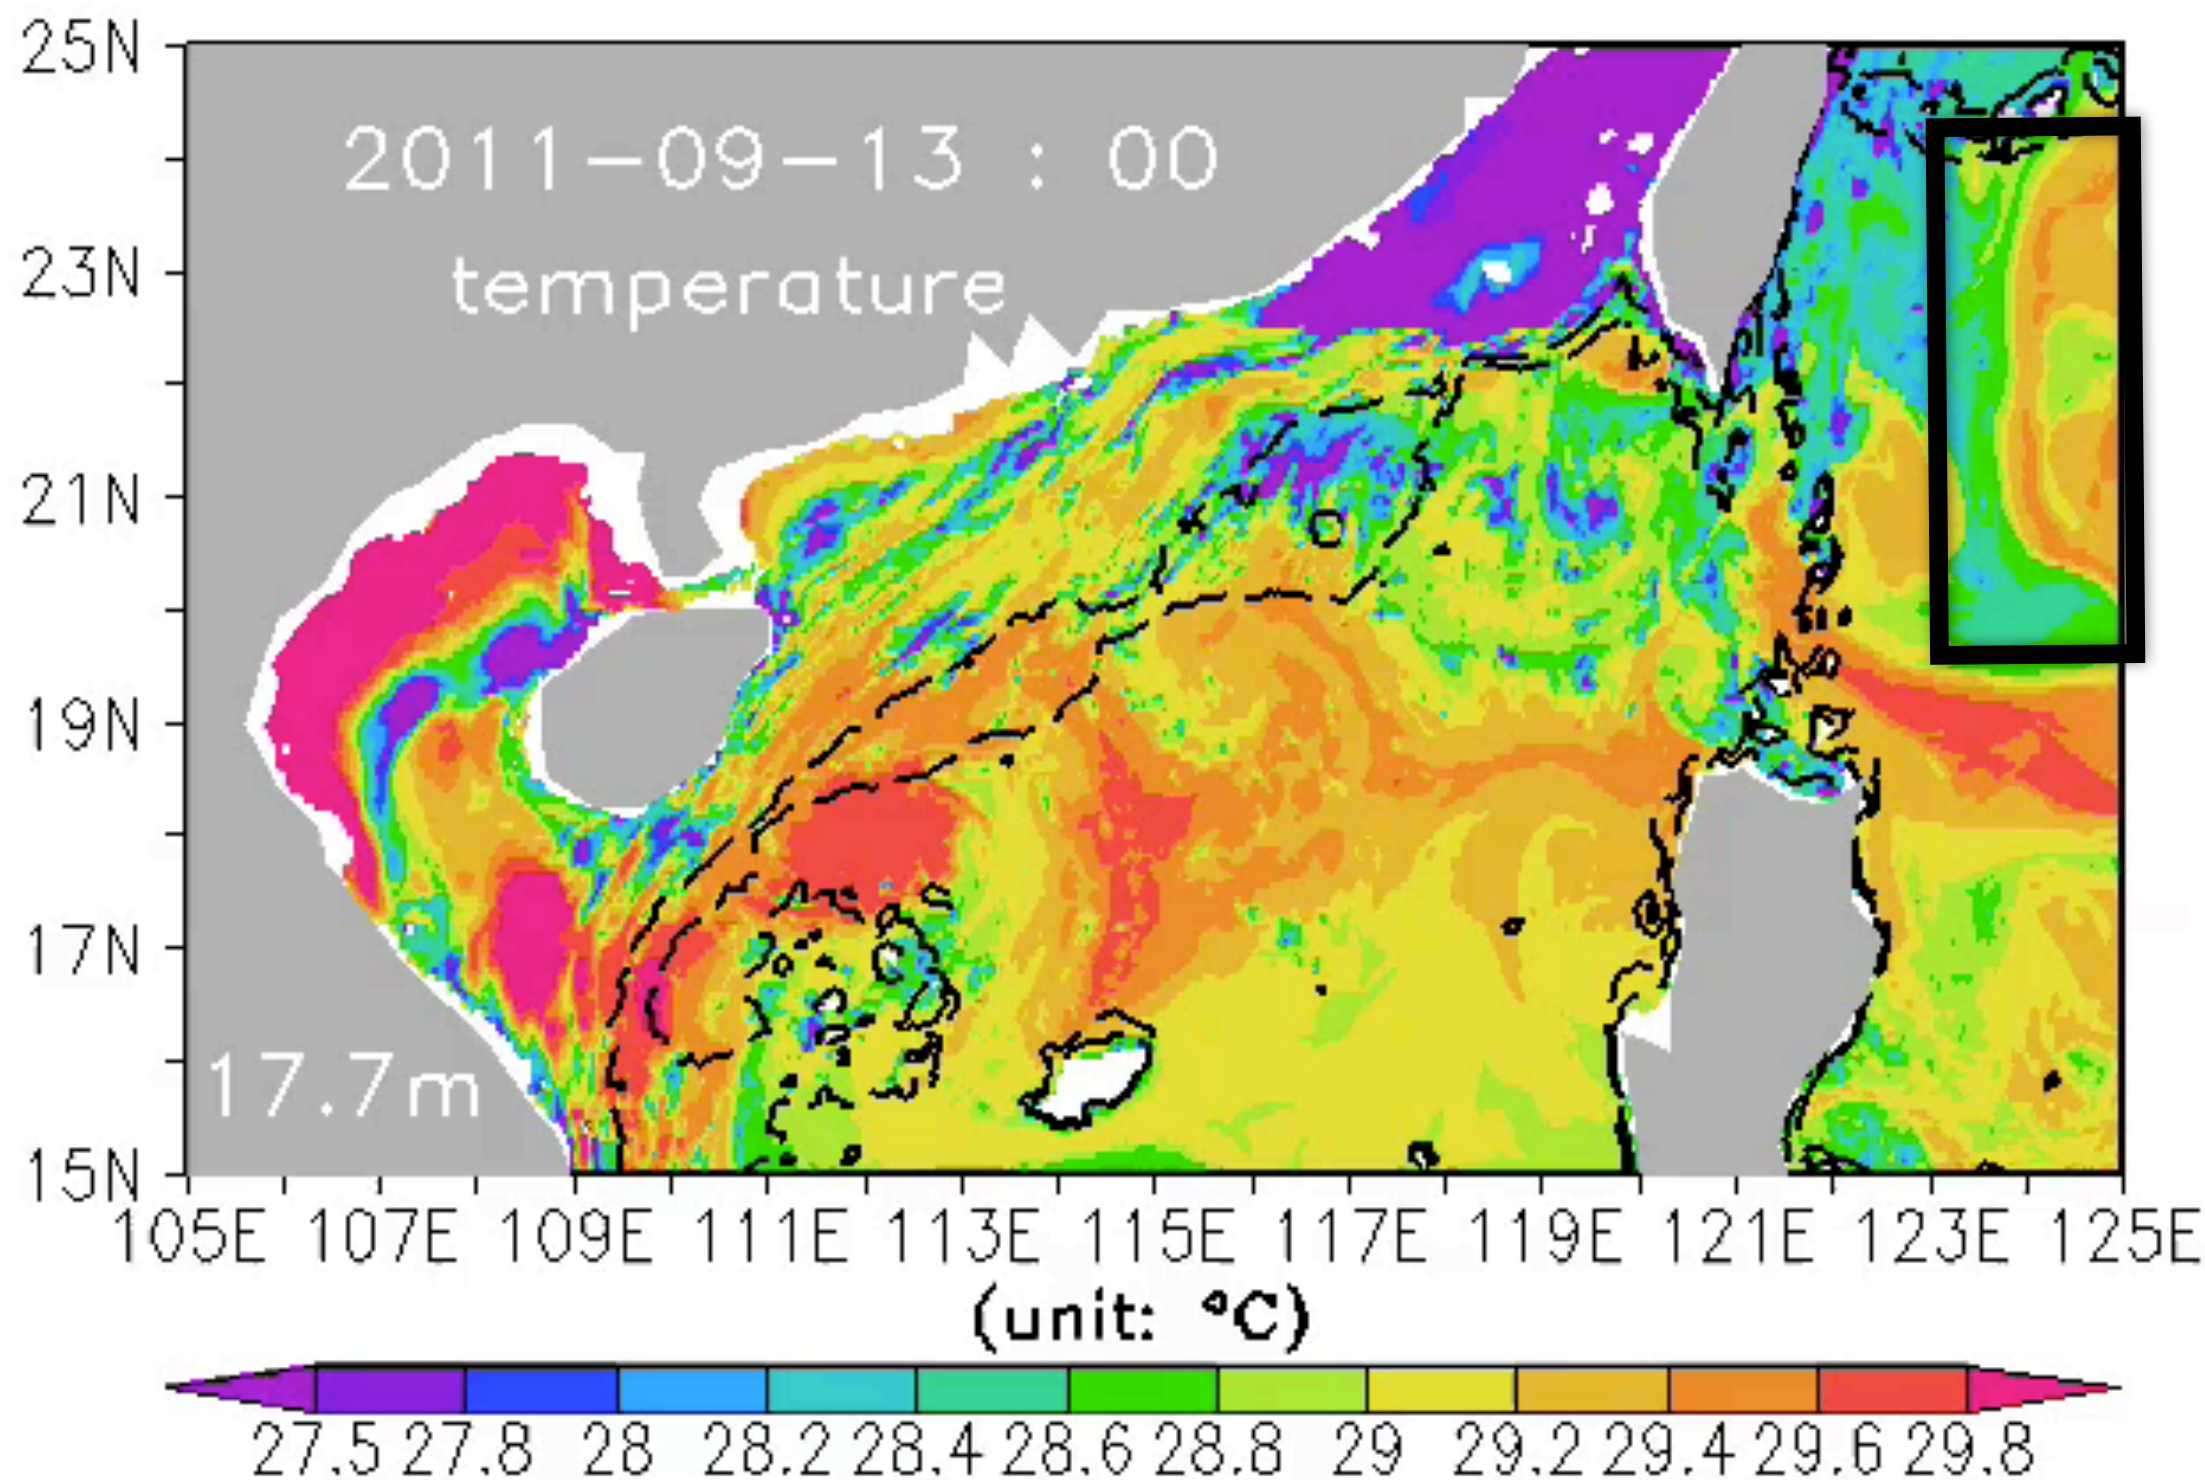 25N
2011-09-13 : 00
23N
temperature
21N
19N
17N
17.7m
15N
105E 107E 109E 111E 113E 115E 117E 119E 121E 123E 125E
(unit: °C)
27.5 27.8 28 28.2 28.4 28.6 28.8 29 29.2 29.4 29.6 29.8